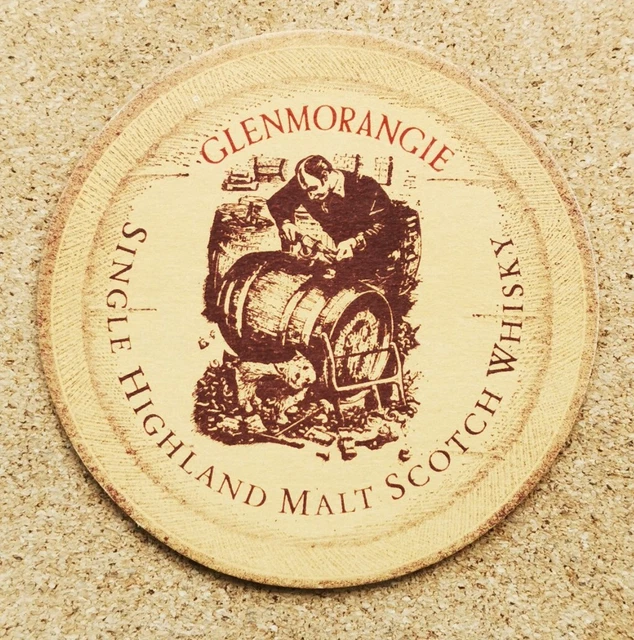 GLENMORANGIE
SINGLE HIGHLAND MALT SCOTCH WHISKY